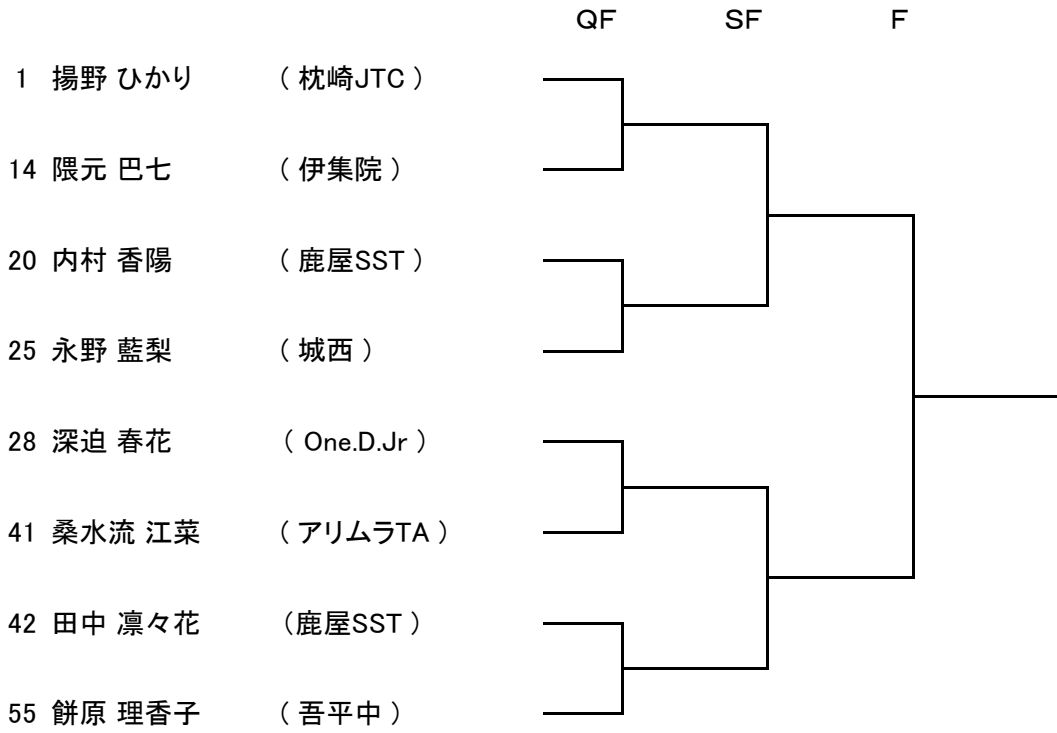 QF SF F
1 揚野 ひかり ( 枕崎JTC )
14 隈元 巴七 ( 伊集院 )
20 内村 香陽 ( 鹿屋SST )
25 永野 藍梨 ( 城西 )
28 深迫 春花 ( One.D.Jr )
41 桑水流 江菜 ( アリムラTA )
42 田中 凛々花 (鹿屋SST )
55 餅原 理香子 ( 吾平中 )